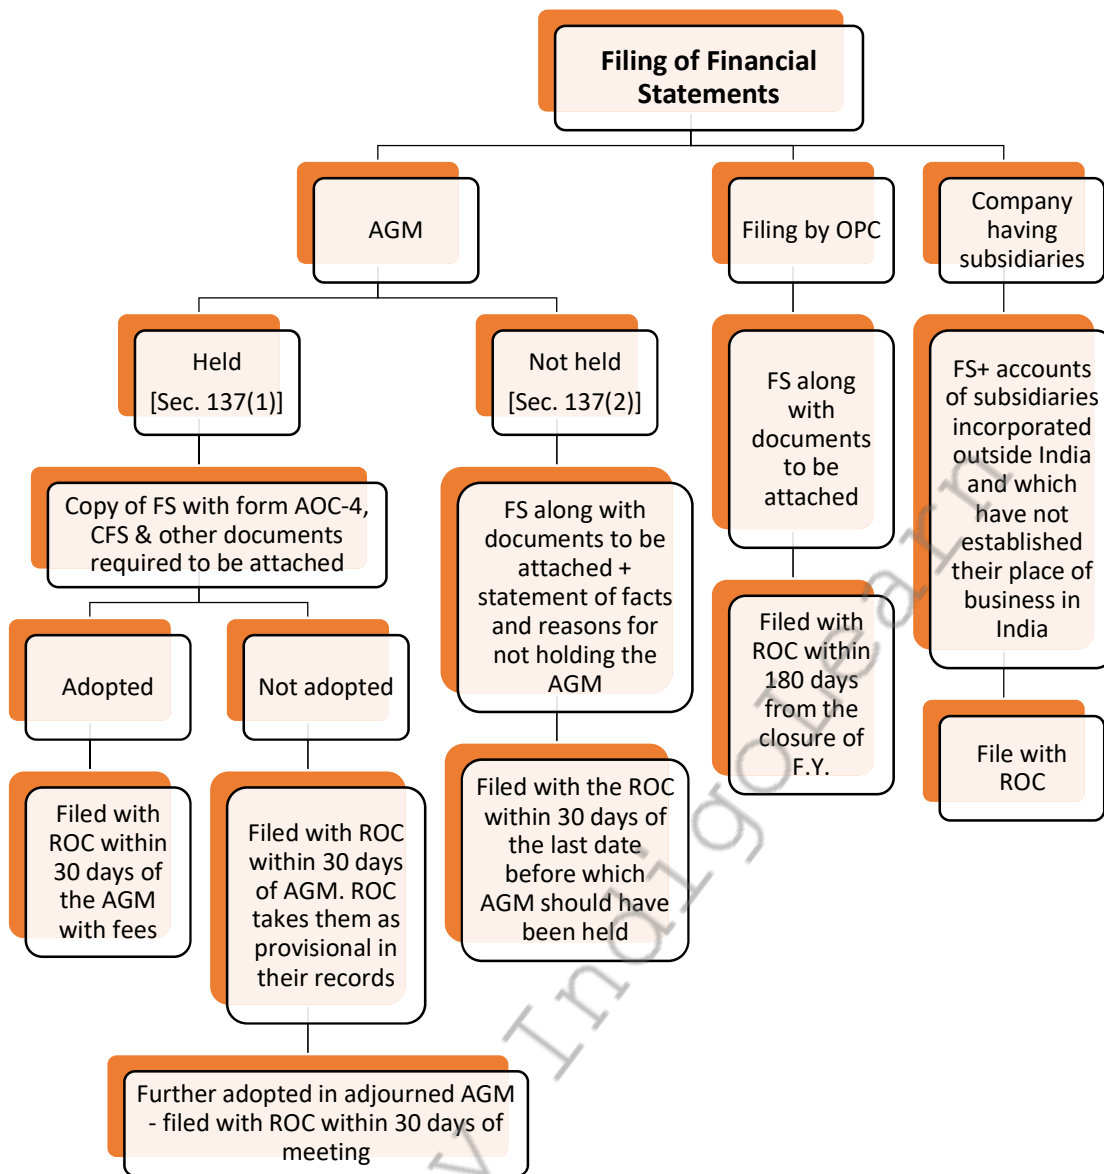 Filing of Financial
Statements
AGM
Filing by OPC
Company
having
subsidiaries
Held
[Sec. 137(1)]
Not held
[Sec. 137(2)]
FS along
with
documents
to be
attached
FS+ accounts
of subsidiaries
incorporated
outside India
and which
have not
established
their place of
business in
India
Copy of FS with form AOC-4,
CFS & other documents
required to be attached
FS along with
documents to be
attached +
statement of facts
and reasons for
not holding the
AGM
Filed with
ROC within
180 days
from the
closure of
F.Y.
Adopted
Not adopted
File with
ROC
Filed with
ROC within
30 days of
the AGM
with fees
Filed with ROC
within 30 days
of AGM. ROC
takes them as
provisional in
their records
Filed with the ROC
within 30 days of
the last date
before which
AGM should have
been held
Further adopted in adjourned AGM
- filed with ROC within 30 days of
meeting
y IndigoLearn